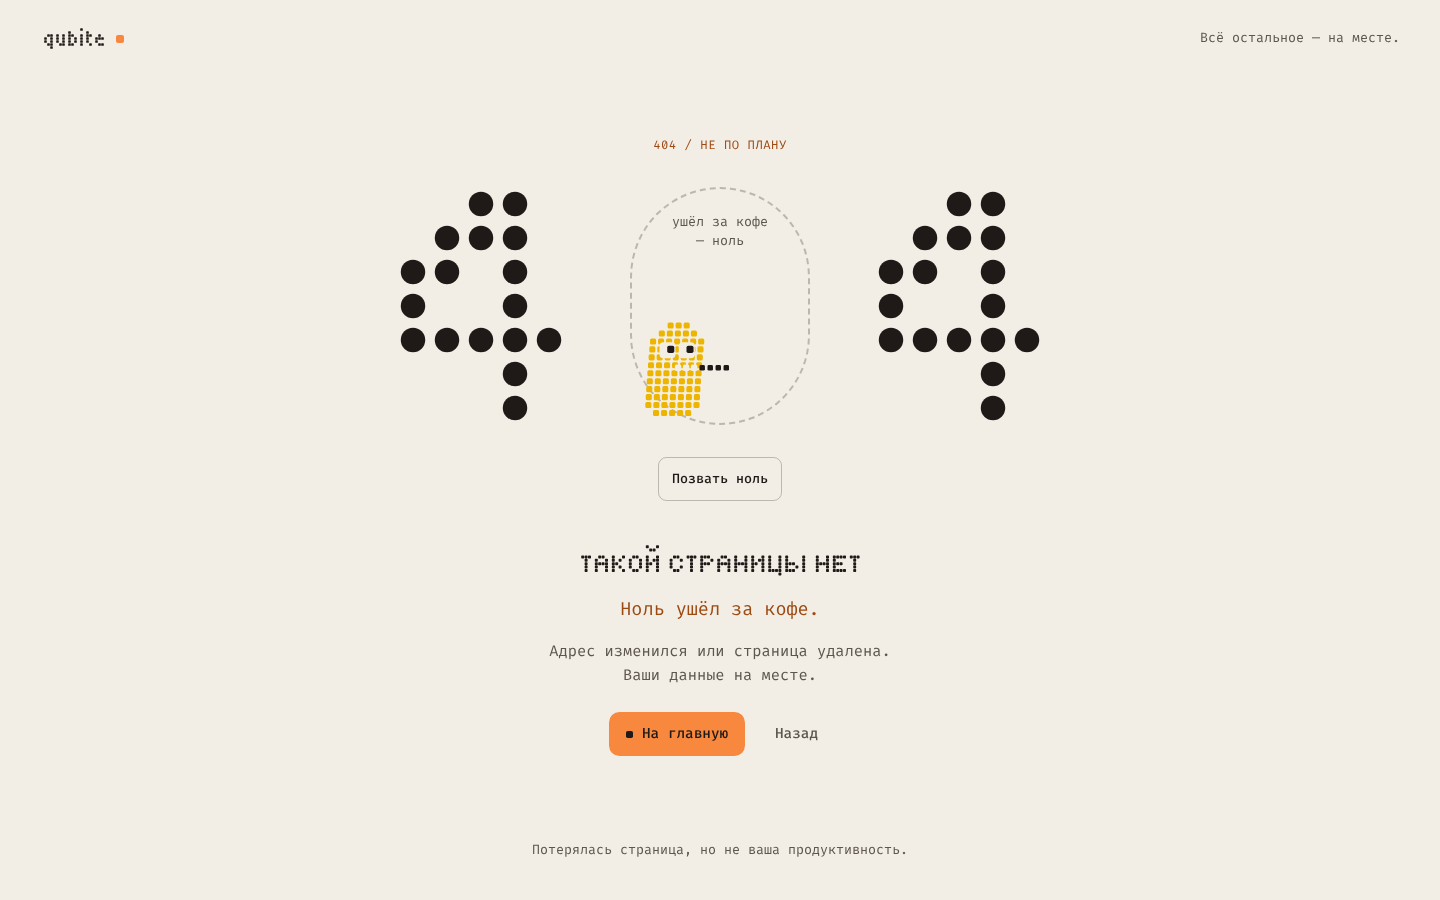 qubite
Всё остальное — на месте.
404 / НЕ ПО ПЛАНУ
4
ушёл за кофе
— ноль
4
Позвать ноль
ТАКОЙ СТРАНИЦЫ НЕТ
Ноль ушёл за кофе.
Адрес изменился или страница удалена.
Ваши данные на месте.
На главную
Назад
Потерялась страница, но не ваша продуктивность.